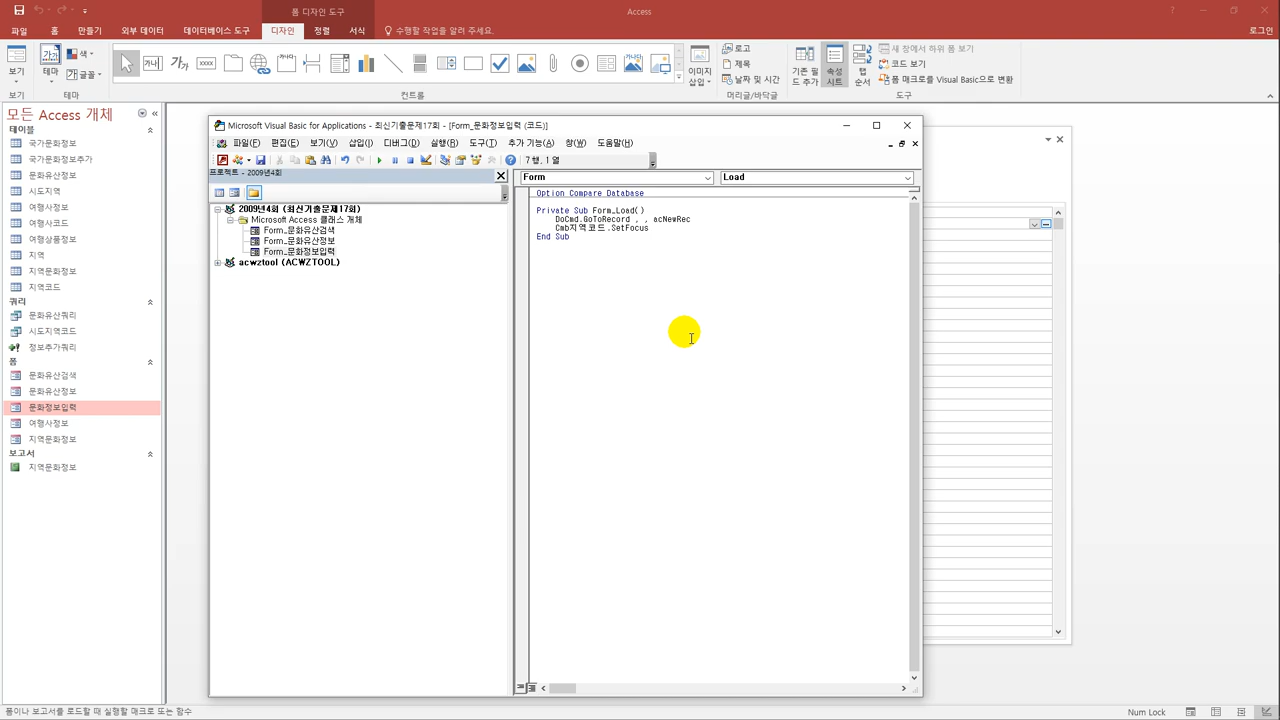 폼 디자인 도구
Access
파일
홈
만들기
외부 데이터
데이터베이스 도구
디자인
정렬
서식
수행할 작업을 알려 주세요.
로그인
보기
테마
색
글꼴
가나
이미지 삽입
로고
제목
날짜 및 시간
기존 필드 추가
속성 시트
탭 순서
새 창에서 하위 폼 보기
코드 보기
폼 매크로를 Visual Basic으로 변환
보기
테마
컨트롤
머리글/바닥글
도구
모든 Access 개체
테이블
국가문화정보
국가문화정보추가
문화유산정보
시도지역
여행사정보
여행사코드
여행상품정보
지역
지역문화정보
지역코드
쿼리
문화유산쿼리
시도지역코드
정보추가쿼리
폼
문화유산검색
문화유산정보
문화정보입력
여행사정보
지역문화정보
보고서
지역문화정보
Microsoft Visual Basic for Applications - 최신기출문제17회 - [Form_문화정보입력 (코드)]
파일(F)
편집(E)
보기(V)
삽입(I)
디버그(D)
실행(R)
도구(T)
추가 기능(A)
창(W)
도움말(H)
7 행, 1 열
프로젝트 - 2009년4회
2009년4회 (최신기출문제17회)
Microsoft Access 클래스 개체
Form_문화유산검색
Form_문화유산정보
Form_문화정보입력
acwztool (ACWZTOOL)
Form
Load
Option Compare Database
Private Sub Form_Load()
DoCmd.GoToRecord , , acNewRec
Cmb지역코드.SetFocus
End Sub
폼이나 보고서를 로드할 때 실행할 매크로 또는 함수
Num Lock